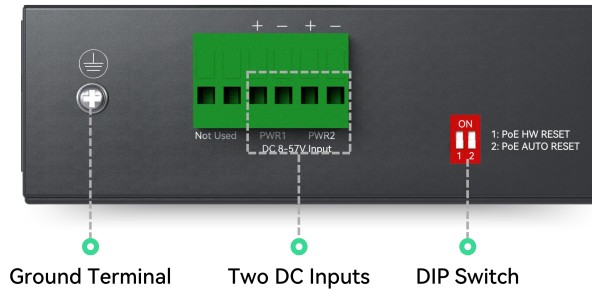 + − + −
Not Used PWR1 PWR2
DC 8-57V Input
ON
1 2
1: PoE HW RESET
2: PoE AUTO RESET
Ground Terminal
Two DC Inputs
DIP Switch